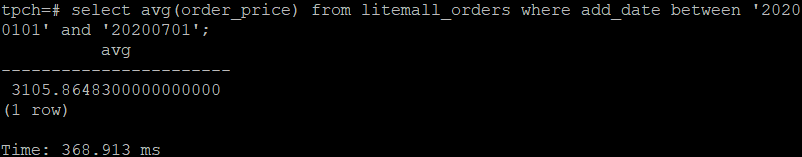 tpch=# select avg(order_price) from litemall_orders where add_date between '2020
0101' and '20200701';
avg
-----------------------
3105.8648300000000000
(1 row)
Time: 368.913 ms